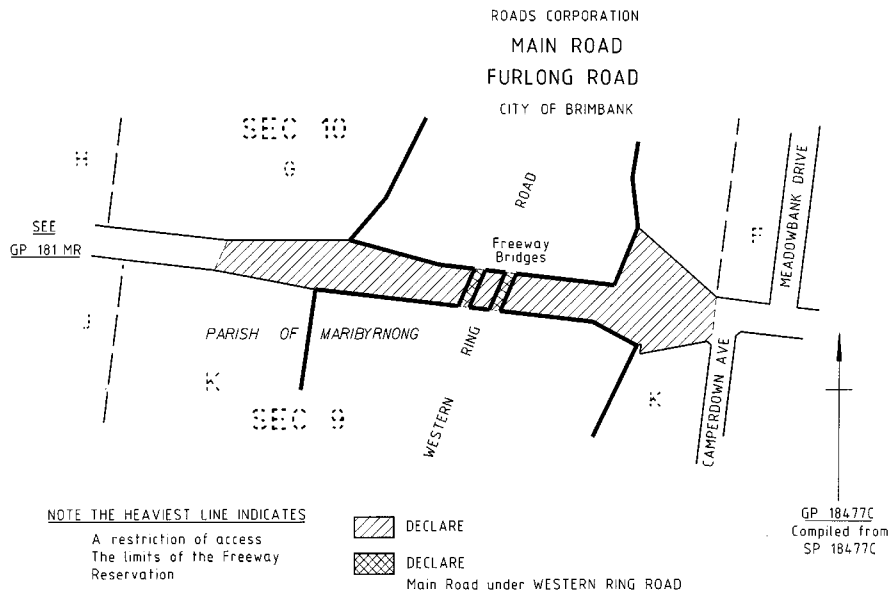 ROADS CORPORATION
MAIN ROAD
FURLONG ROAD
CITY OF BRIMBANK
SEC 10
H
G
ROAD
E
MEADOWBANK DRIVE
SEE
GP 181 MR
Freeway
Bridges
J
PARISH OF MARIBYRNONG
RING
K
SEC 9
WESTERN
K
CAMPERDOWN AVE
NOTE THE HEAVIEST LINE INDICATES
A restriction of access
The limits of the Freeway
Reservation
DECLARE
DECLARE
Main Road under WESTERN RING ROAD
GP 18477C
Compiled from
SP 18477C